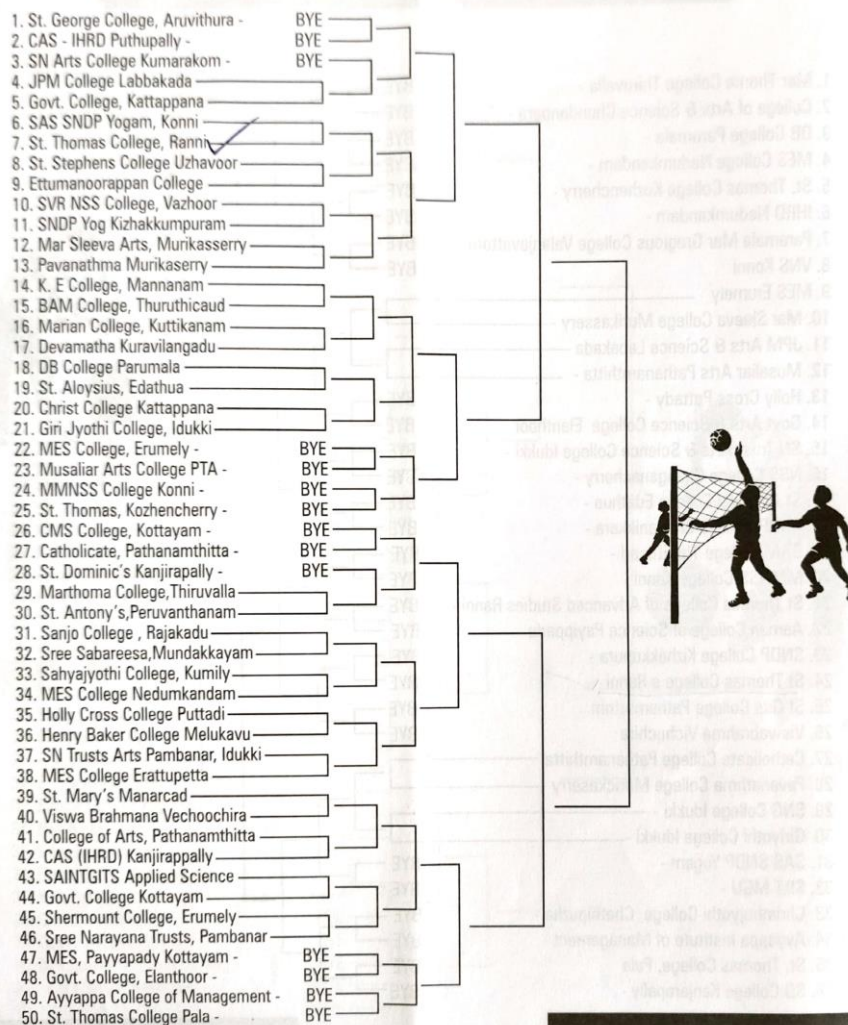 1. St. George College, Aruvithura - BYE
2. CAS - IHRD Puthupally - BYE
3. SN Arts College Kumarakom - BYE
4. JPM College Labbakada
5. Govt. College, Kattappana
6. SAS SNDP Yogam, Konni
7. St. Thomas College, Ranni
8. St. Stephens College Uzhavoor
9. Ettumanoorappan College
10. SVR NSS College, Vazhoor
11. SNDP Yog Kizhakkumpuram
12. Mar Sleeva Arts, Murikasserry
13. Pavanathma Murikaserry
14. K. E College, Mannanam
15. BAM College, Thuruthicaud
16. Marian College, Kuttikanam
17. Devamatha Kuravilangadu
18. DB College Parumala
19. St. Aloysius, Edathua
20. Christ College Kattappana
21. Giri Jyothi College, Idukki
22. MES College, Erumely - BYE
23. Musaliar Arts College PTA - BYE
24. MMNSS College Konni - BYE
25. St. Thomas, Kozhencherry - BYE
26. CMS College, Kottayam - BYE
27. Catholicate, Pathanamthitta - BYE
28. St. Dominic's Kanjirapally - BYE
29. Marthoma College,Thiruvalla
30. St. Antony's,Peruvanthanam
31. Sanjo College , Rajakadu
32. Sree Sabareesa,Mundakkayam
33. Sahyajyothi College, Kumily
34. MES College Nedumkandam
35. Holly Cross College Puttadi
36. Henry Baker College Melukavu
37. SN Trusts Arts Pambanar, Idukki
38. MES College Erattupetta
39. St. Mary's Manarcad
40. Viswa Brahmana Vechoochira
41. College of Arts, Pathanamthitta
42. CAS (IHRD) Kanjirappally
43. SAINTGITS Applied Science
44. Govt. College Kottayam
45. Shermount College, Erumely
46. Sree Narayana Trusts, Pambanar
47. MES, Payyapady Kottayam - BYE
48. Govt. College, Elanthoor - BYE
49. Ayyappa College of Management - BYE
50. St. Thomas College Pala - BYE